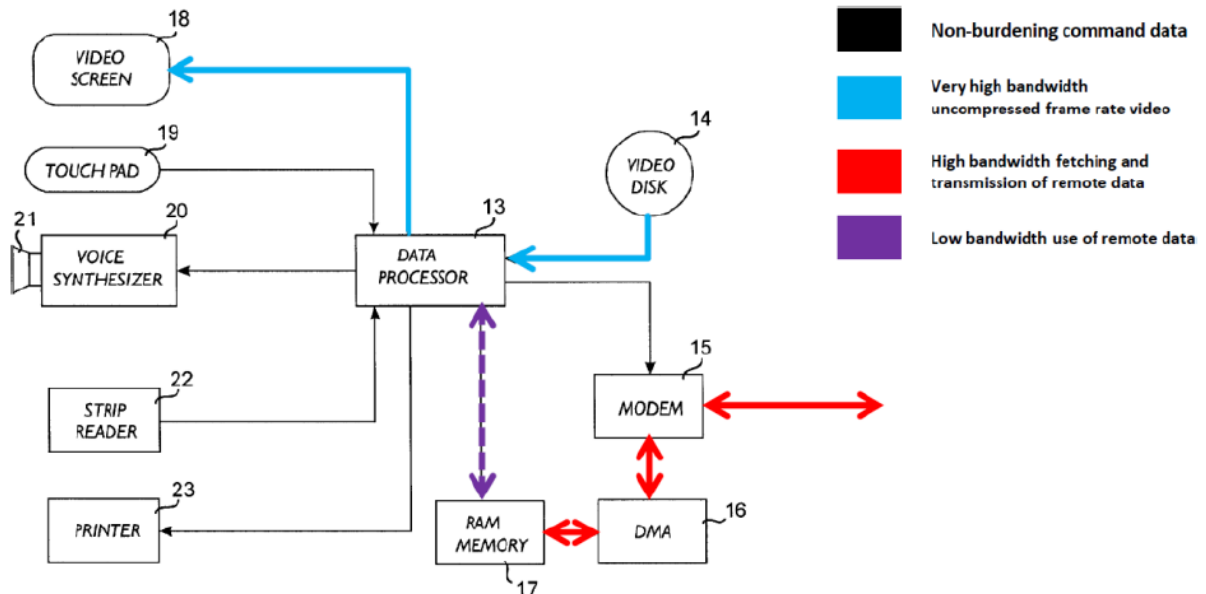 18
VIDEO
SCREEN
19
TOUCH PAD
21
20
VOICE
SYNTHESIZER
13
DATA
PROCESSOR
14
VIDEO
DISK
22
STRIP
READER
23
PRINTER
15
MODEM
RAM
MEMORY
17
DMA
16
Non-burdening command data
Very high bandwidth
uncompressed frame rate video
High bandwidth fetching and
transmission of remote data
Low bandwidth use of remote data